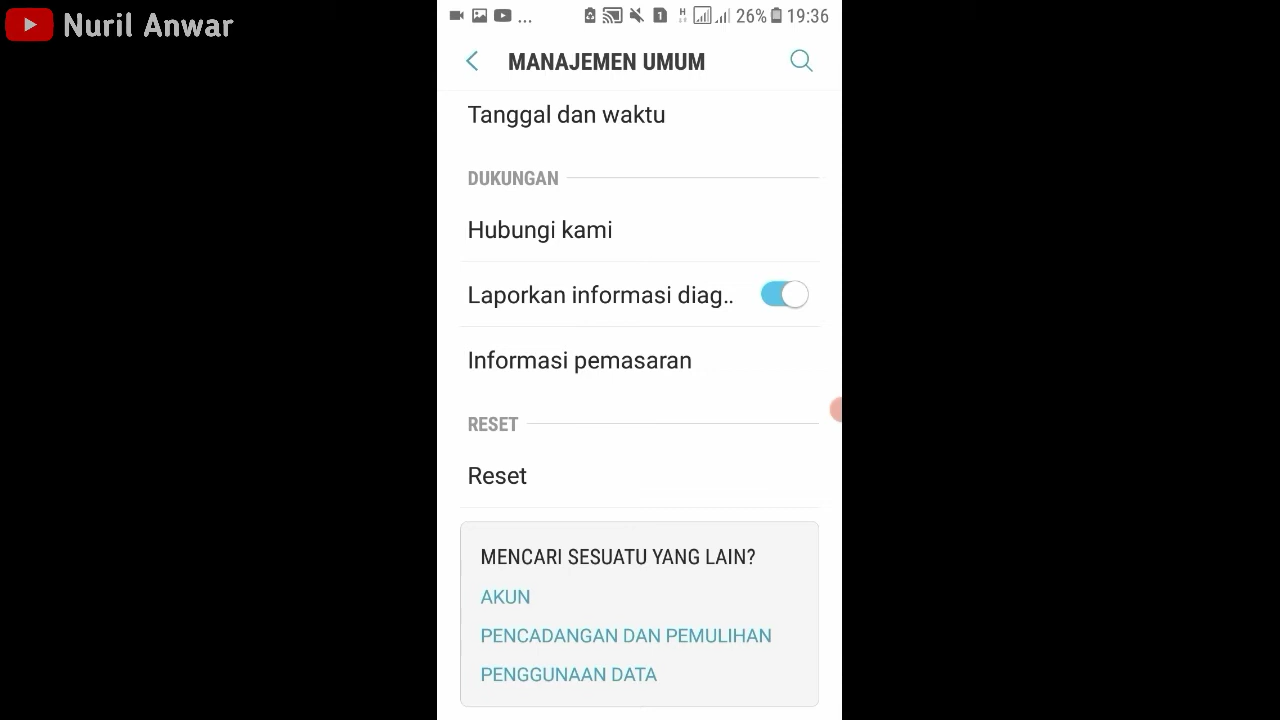 Nuril Anwar
... 1 H 26% 19:36
MANAJEMEN UMUM
Tanggal dan waktu
DUKUNGAN
Hubungi kami
Laporkan informasi diag..
Informasi pemasaran
RESET
Reset
MENCARI SESUATU YANG LAIN?
AKUN
PENCADANGAN DAN PEMULIHAN
PENGGUNAAN DATA